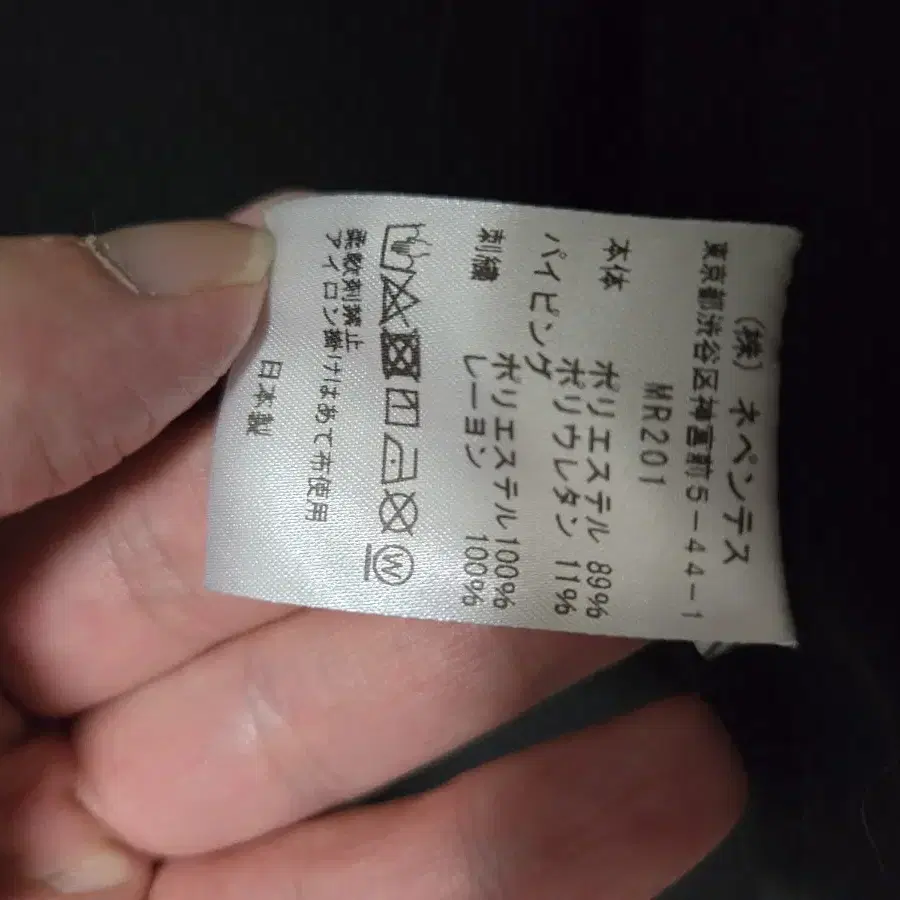 (株) ネペンテス
東京都渋谷区神宮前5-44-1
MR201
本体 ポリエステル 89%
ポリウレタン 11%
パイピング
ポリエステル100%
刺繍 レーヨン 100%
W
柔軟剤禁止
アイロン掛けはあて布使用
日本製